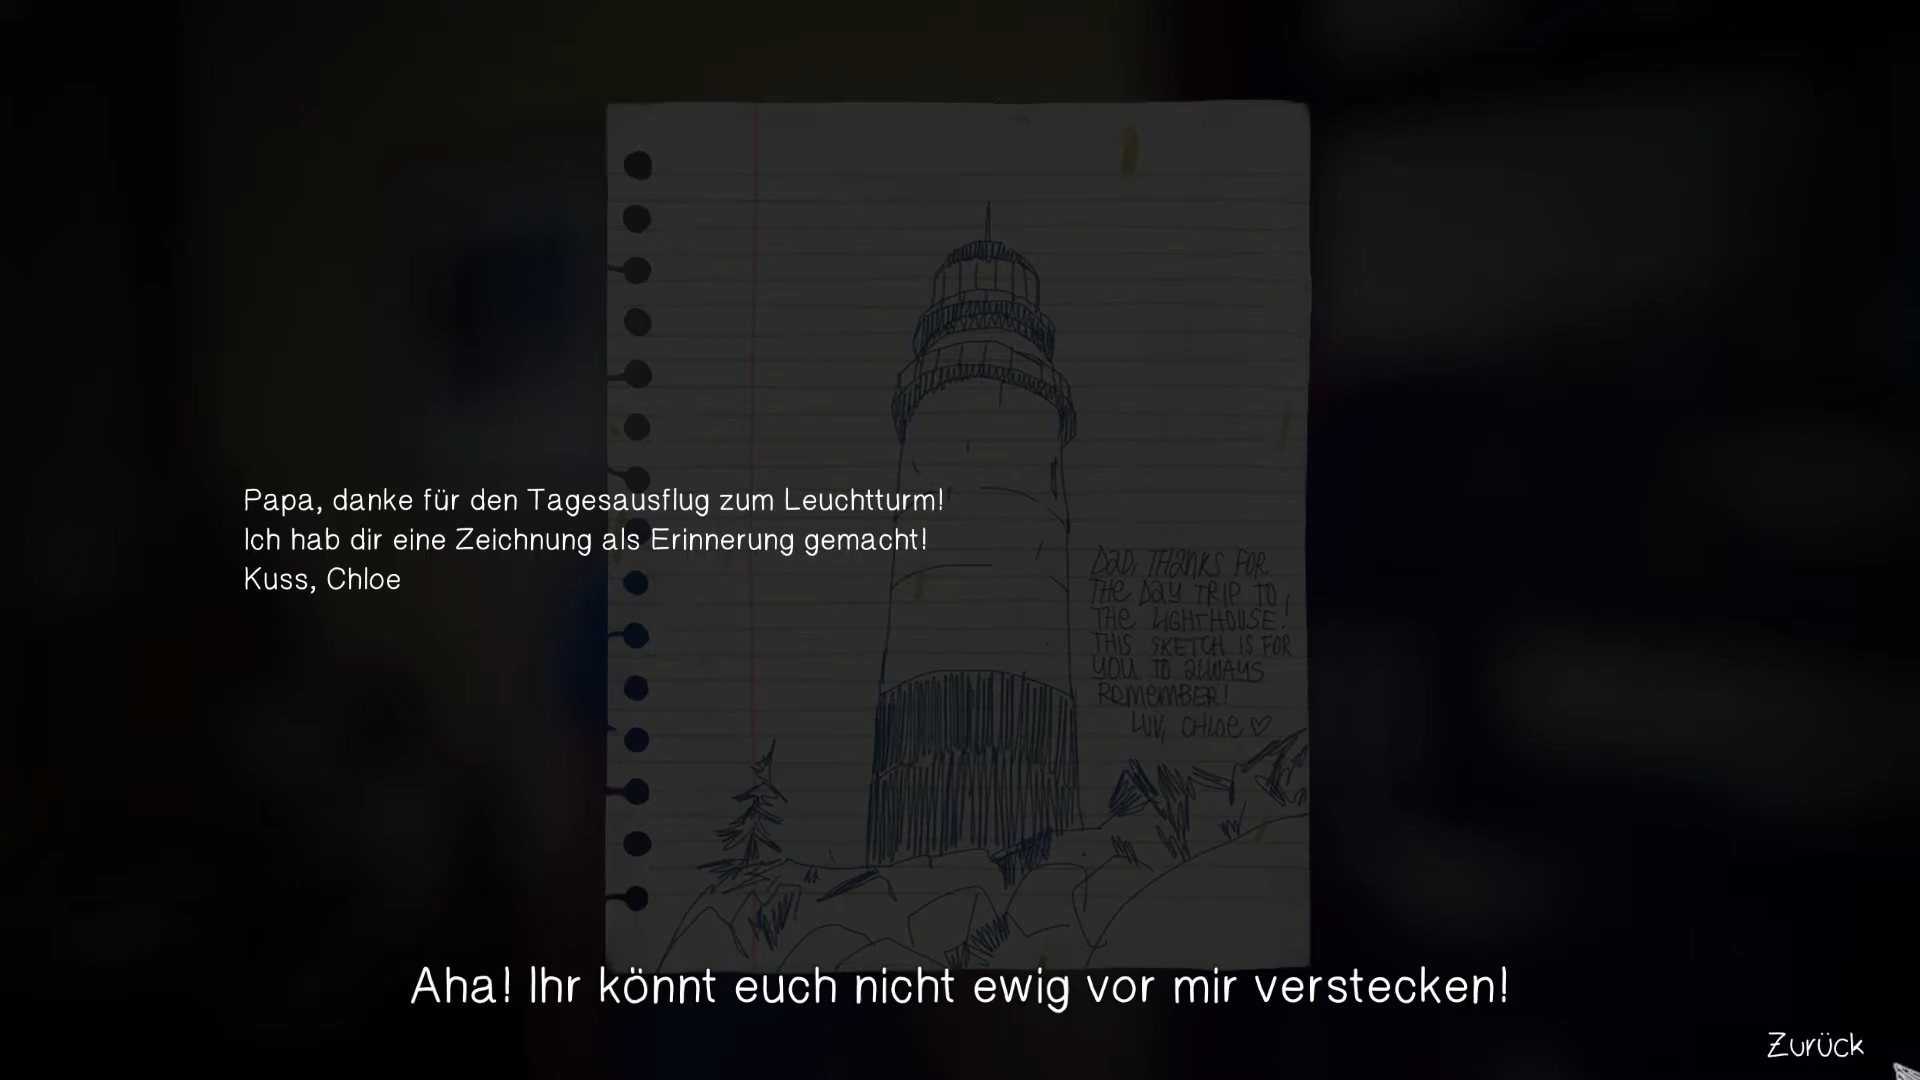 Papa, danke für den Tagesausflug zum Leuchtturm!
Ich hab dir eine Zeichnung als Erinnerung gemacht!
Kuss, Chloe
DaD, THaNKS FOR
THe Day TRIP TO
THe LIGHTHOUSE!
THIS SKETCH IS FOR
YOU TO aLWAYS
ReMeMBER!
LUV, CHLOe ♡
Aha! Ihr könnt euch nicht ewig vor mir verstecken!
Zurück